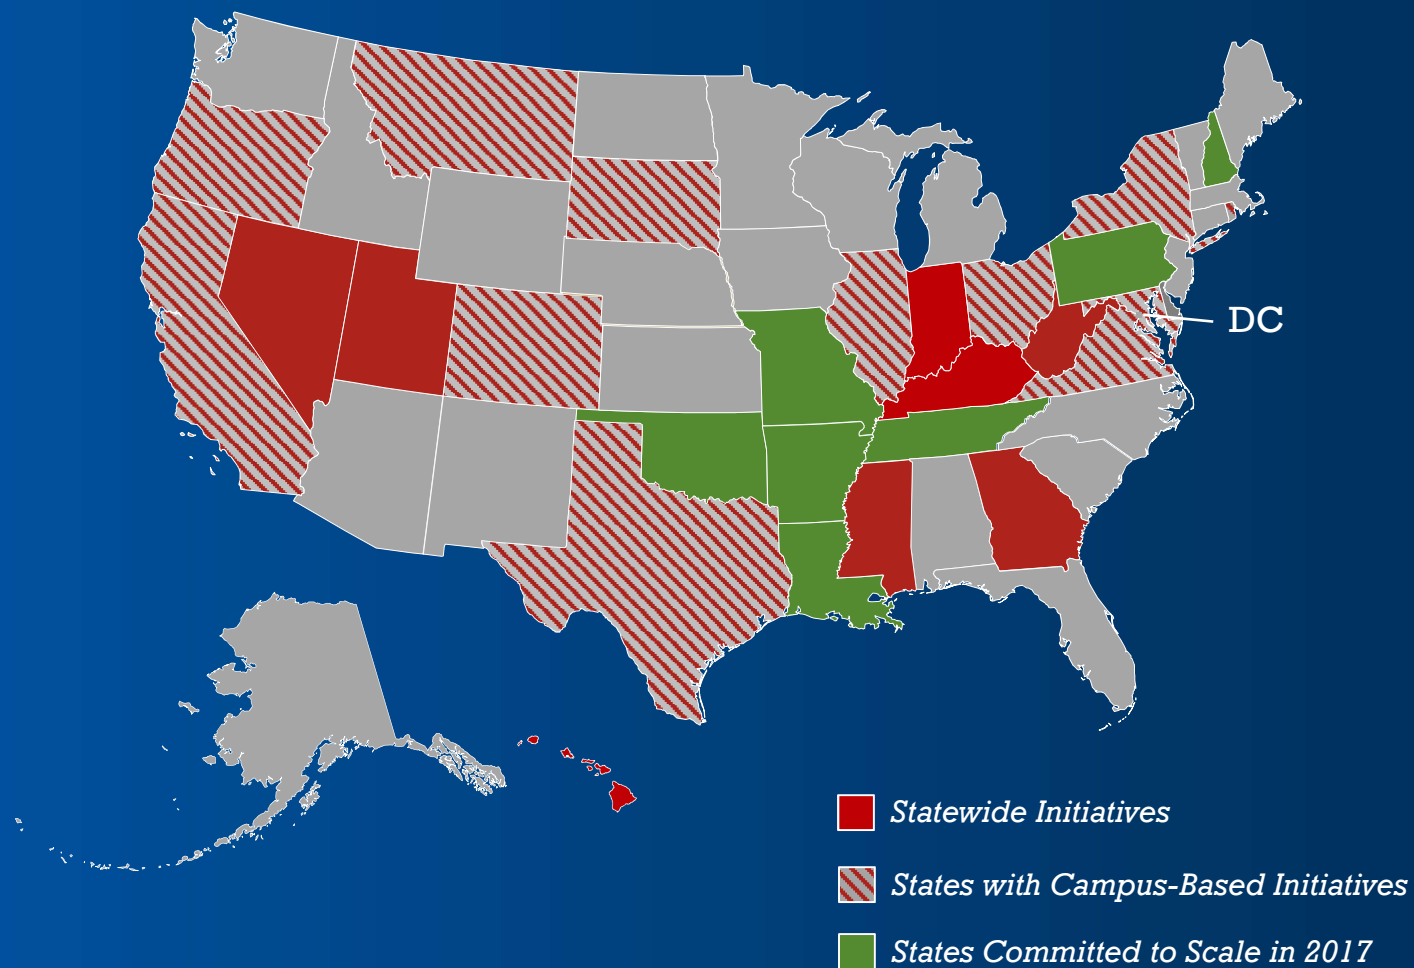 DC
Statewide Initiatives
States with Campus-Based Initiatives
States Committed to Scale in 2017